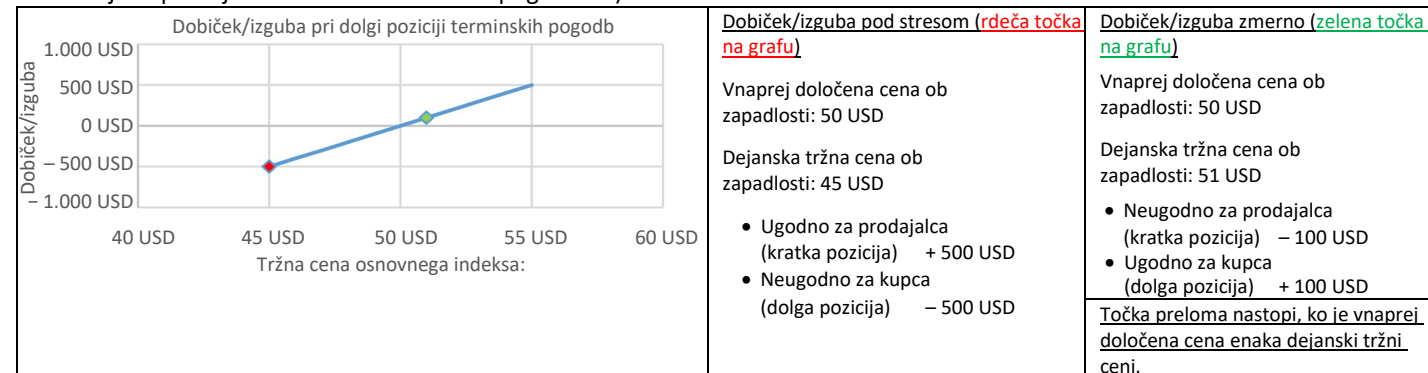 Dobiček/izguba pri dolgi poziciji terminskih pogodb
Dobiček/izguba
1.000 USD
500 USD
0 USD
– 500 USD
– 1.000 USD
40 USD 45 USD 50 USD 55 USD 60 USD
Tržna cena osnovnega indeksa:
Dobiček/izguba pod stresom (rdeča točka
na grafu)
Vnaprej določena cena ob
zapadlosti: 50 USD
Dejanska tržna cena ob
zapadlosti: 45 USD
• Ugodno za prodajalca
(kratka pozicija) + 500 USD
• Neugodno za kupca
(dolga pozicija) – 500 USD
Dobiček/izguba zmerno (zelena točka
na grafu)
Vnaprej določena cena ob
zapadlosti: 50 USD
Dejanska tržna cena ob
zapadlosti: 51 USD
• Neugodno za prodajalca
(kratka pozicija) – 100 USD
• Ugodno za kupca
(dolga pozicija) + 100 USD
Točka preloma nastopi, ko je vnaprej
določena cena enaka dejanski tržni
ceni.